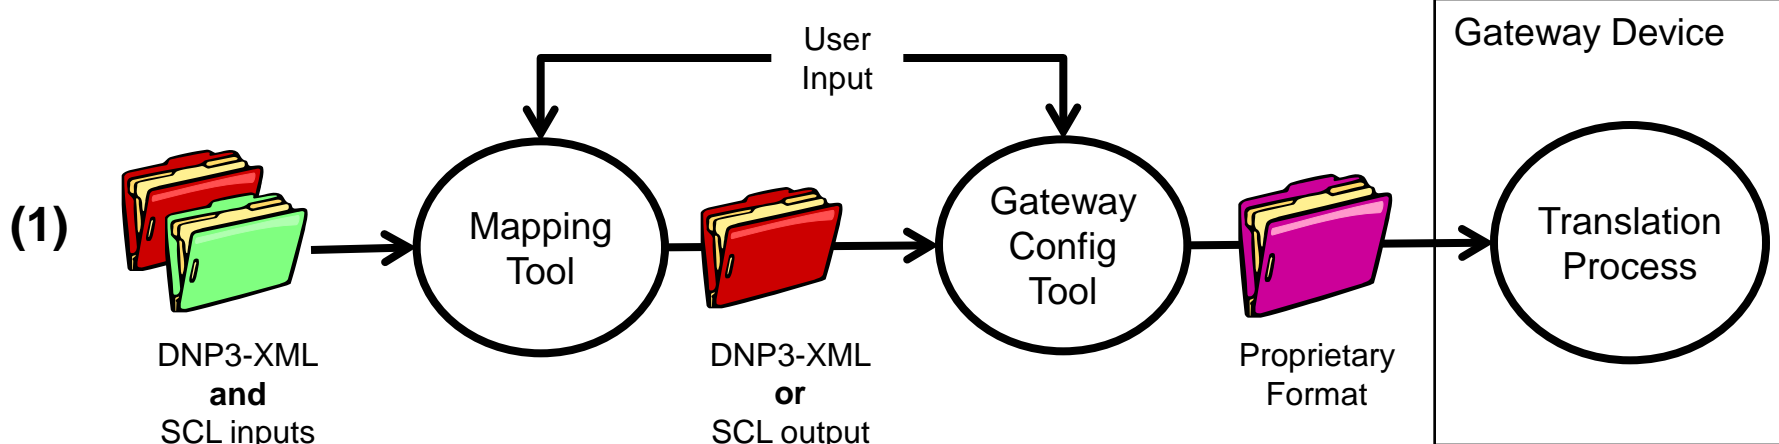 User
Input
Gateway Device
(1)
Mapping
Tool
Gateway
Config
Tool
Translation
Process
DNP3-XML
and
SCL inputs
DNP3-XML
or
SCL output
Proprietary
Format